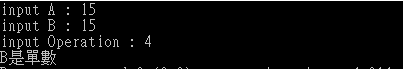 input A : 15
input B : 15
input Operation : 4
B是單數